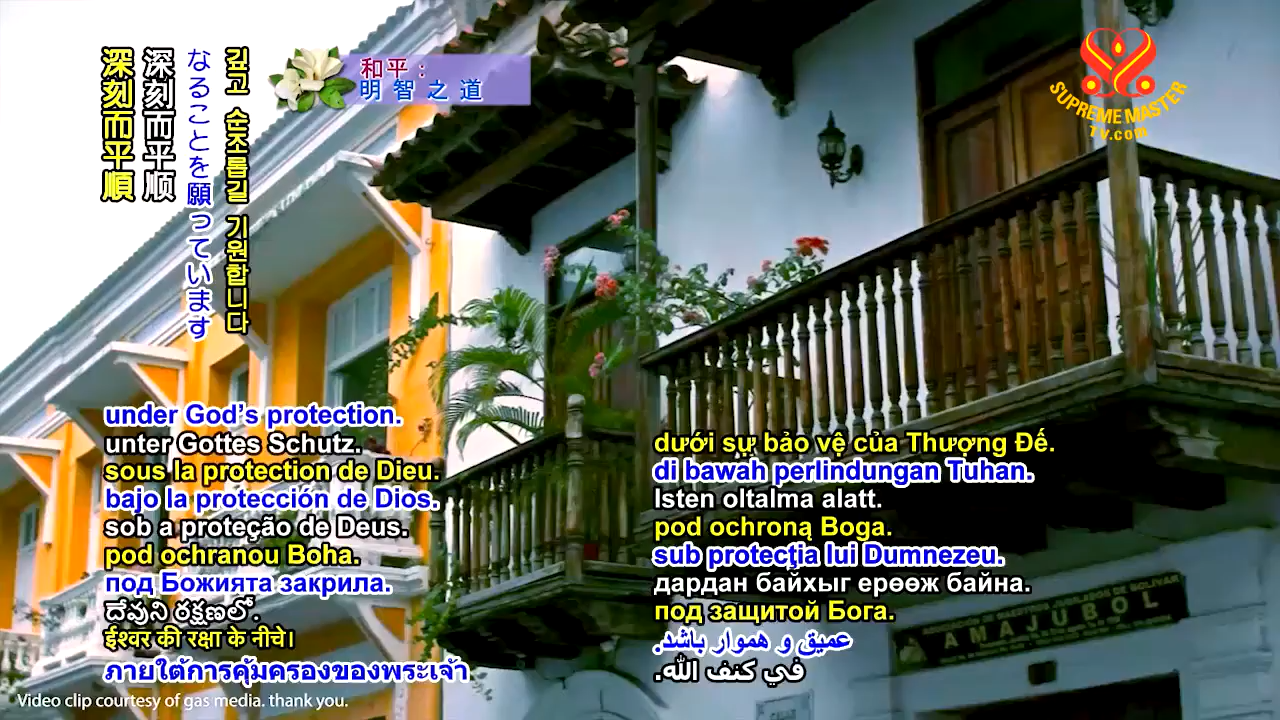 深刻而平順
深刻而平顺
なることを願っています
깊고 순조롭길 기원합니다
和平：
明智之道
SUPREME MASTER
TV.com
under God’s protection.
unter Gottes Schutz.
sous la protection de Dieu.
bajo la protección de Dios.
sob a proteção de Deus.
pod ochranou Boha.
под Божията закрила.
దేవుని రక్షణలో.
ईश्वर की रक्षा के नीचे।
ภายใต้การคุ้มครองของพระเจ้า
dưới sự bảo vệ của Thượng Đế.
di bawah perlindungan Tuhan.
Isten oltalma alatt.
pod ochroną Boga.
sub protecţia lui Dumnezeu.
дардан байхыг ерөөж байна.
под защитой Бога.
عمیق و هموار باشد.
في كنف الله.
DE BOLIVAR
AMAJUBOL
Video clip courtesy of gas media. thank you.